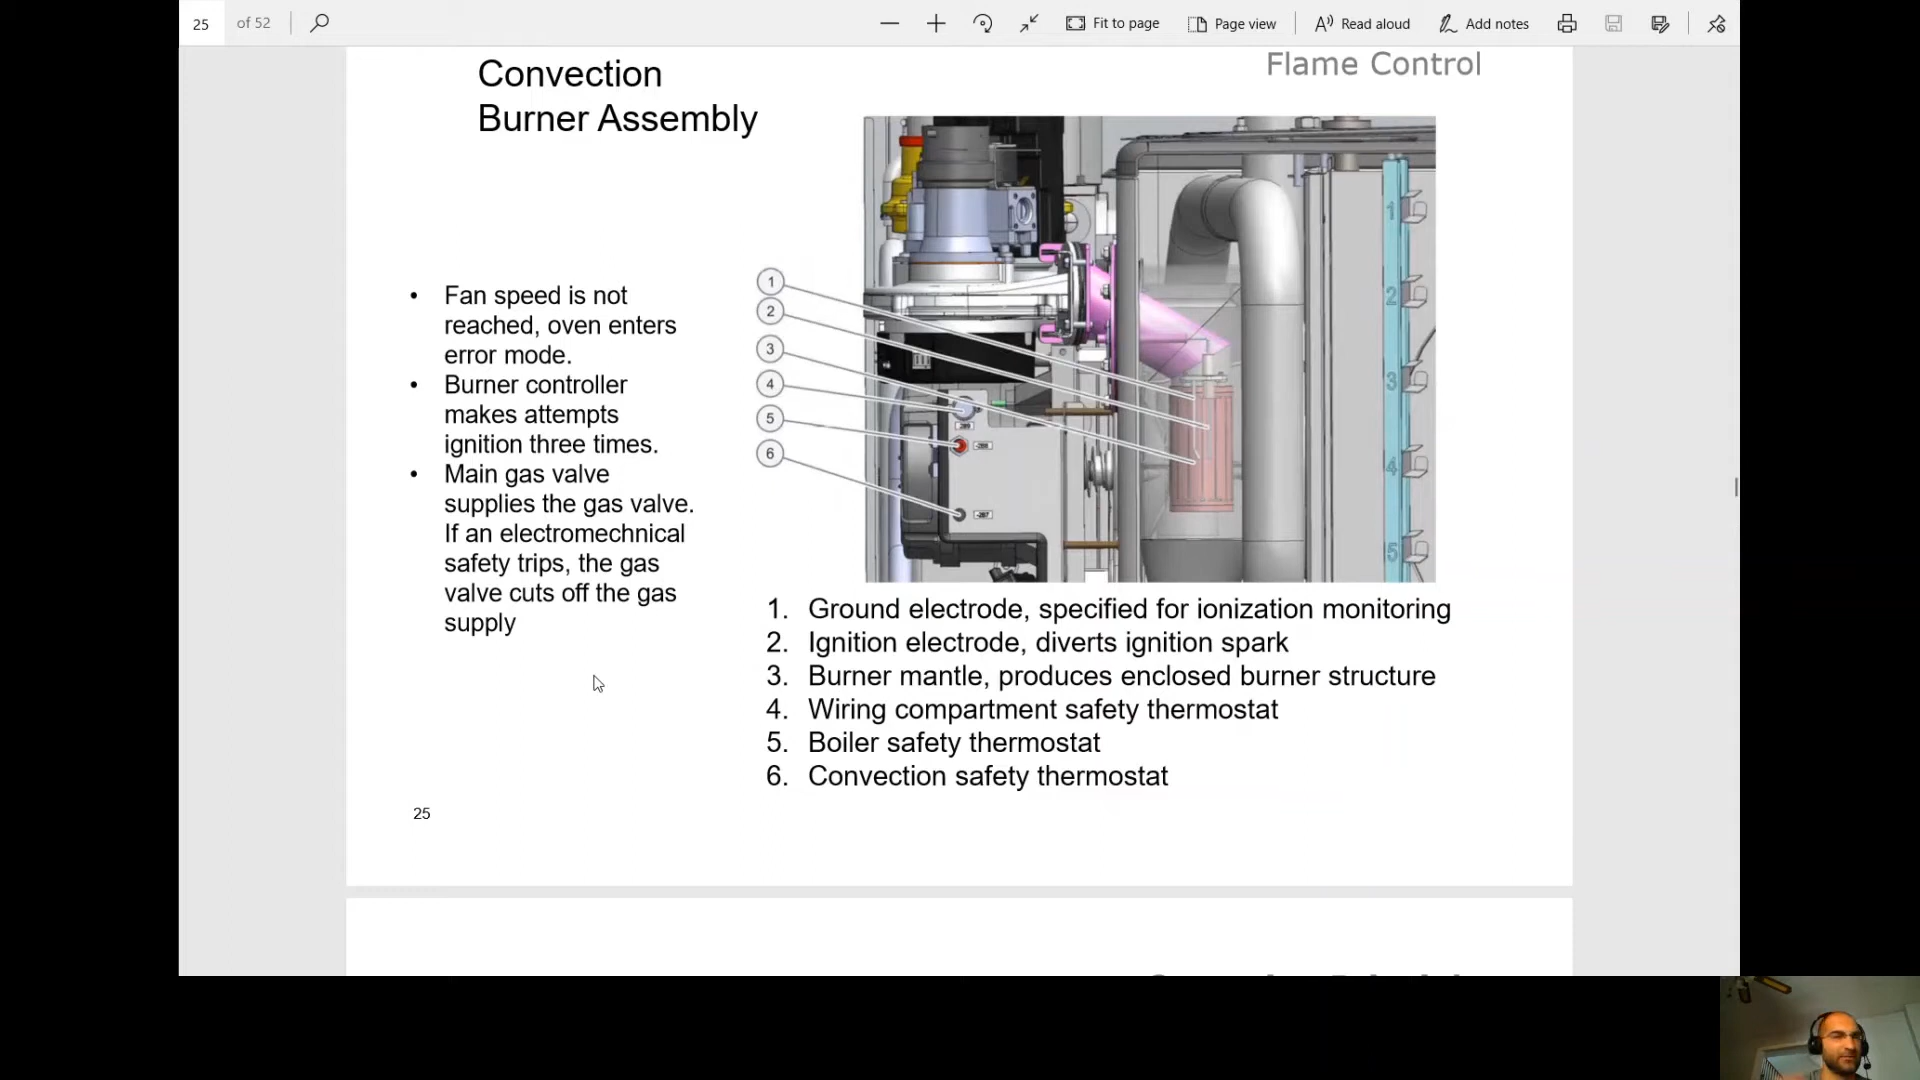 25 of 52 Fit to page Page view Read aloud Add notes
Convection
Burner Assembly
Flame Control
• Fan speed is not
reached, oven enters
error mode.
• Burner controller
makes attempts
ignition three times.
• Main gas valve
supplies the gas valve.
If an electromechnical
safety trips, the gas
valve cuts off the gas
supply
1
2
3
4
5
6
1
2
3
4
5
1. Ground electrode, specified for ionization monitoring
2. Ignition electrode, diverts ignition spark
3. Burner mantle, produces enclosed burner structure
4. Wiring compartment safety thermostat
5. Boiler safety thermostat
6. Convection safety thermostat
25